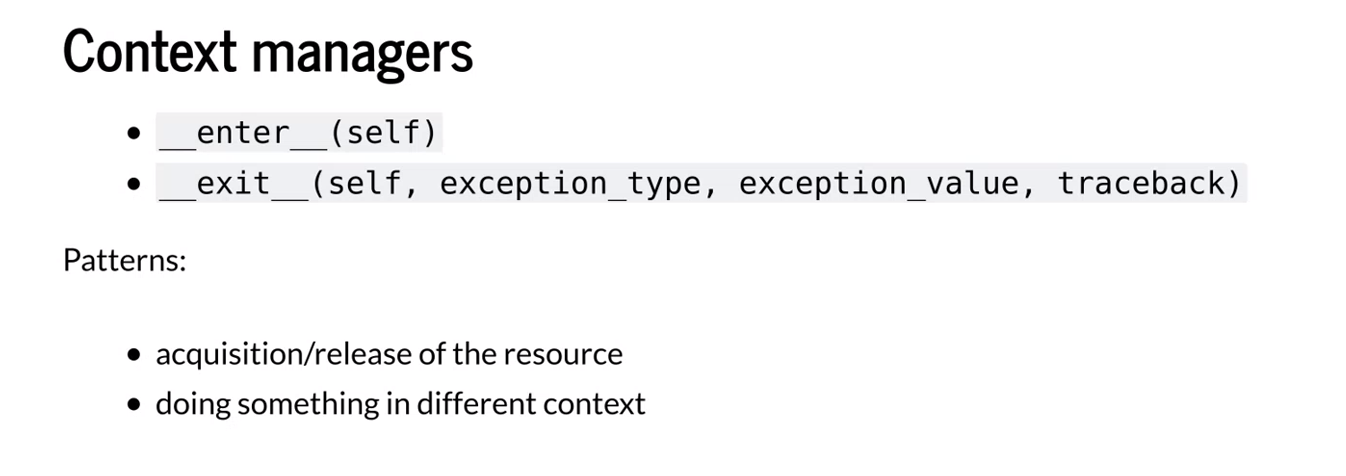 Context managers
• __enter__(self)
• __exit__(self, exception_type, exception_value, traceback)
Patterns:
• acquisition/release of the resource
• doing something in different context